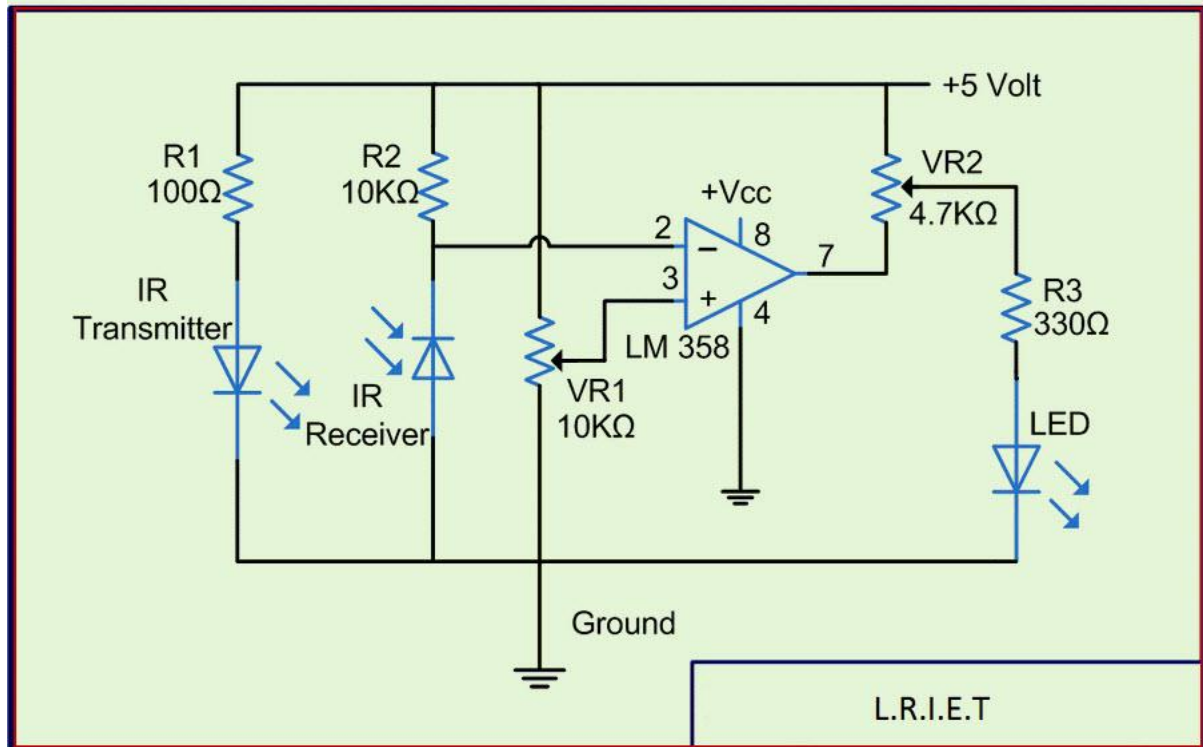 +5 Volt
R1
100Ω
R2
10KΩ
VR2
4.7KΩ
+Vcc
2
8
7
3
4
IR
Transmitter
LM 358
R3
330Ω
IR
Receiver
VR1
10KΩ
LED
Ground
L.R.I.E.T